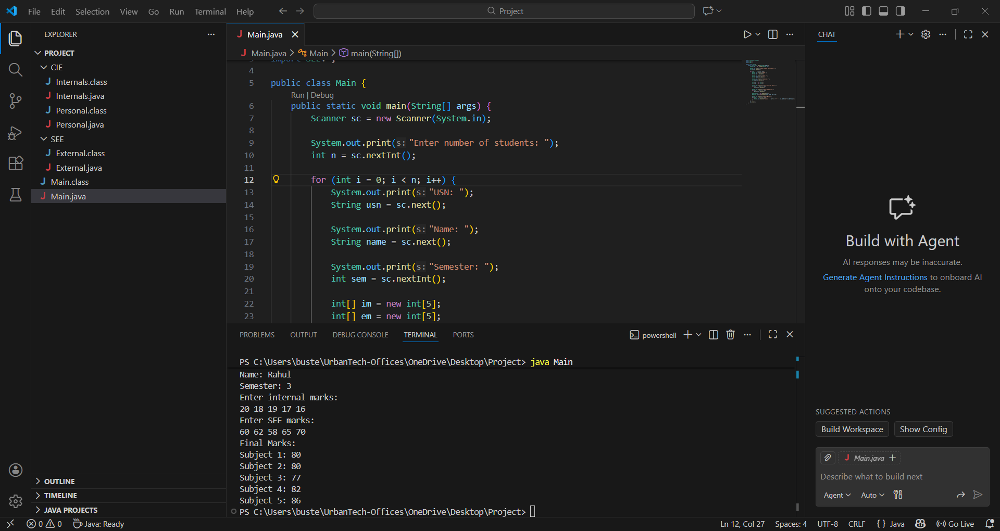 File Edit Selection View Go Run Terminal Help
Project
EXPLORER
PROJECT
CIE
Internals.class
Internals.java
Personal.class
Personal.java
SEE
External.class
External.java
Main.class
Main.java
OUTLINE
TIMELINE
JAVA PROJECTS
Main.java
Main.java > Main > main(String[])
4
5 public class Main {
Run | Debug
6 public static void main(String[] args) {
7 Scanner sc = new Scanner(System.in);
8
9 System.out.print(s: "Enter number of students: ");
10 int n = sc.nextInt();
11
12 for (int i = 0; i < n; i++) {
13 System.out.print(s: "USN: ");
14 String usn = sc.next();
15
16 System.out.print(s: "Name: ");
17 String name = sc.next();
18
19 System.out.print(s: "Semester: ");
20 int sem = sc.nextInt();
21
22 int[] im = new int[5];
23 int[] em = new int[5];
PROBLEMS OUTPUT DEBUG CONSOLE TERMINAL PORTS
powershell
PS C:\Users\buste\UrbanTech-Offices\OneDrive\Desktop\Project> java Main
Name: Rahul
Semester: 3
Enter internal marks:
20 18 19 17 16
Enter SEE marks:
60 62 58 65 70
Final Marks:
Subject 1: 80
Subject 2: 80
Subject 3: 77
Subject 4: 82
Subject 5: 86
PS C:\Users\buste\UrbanTech-Offices\OneDrive\Desktop\Project>
CHAT
Build with Agent
AI responses may be inaccurate.
Generate Agent Instructions to onboard AI
onto your codebase.
SUGGESTED ACTIONS
Build Workspace Show Config
Main.java
Describe what to build next
Agent Auto
0 0 Java: Ready
Ln 12, Col 27 Spaces: 4 UTF-8 CRLF {} Java Go Live